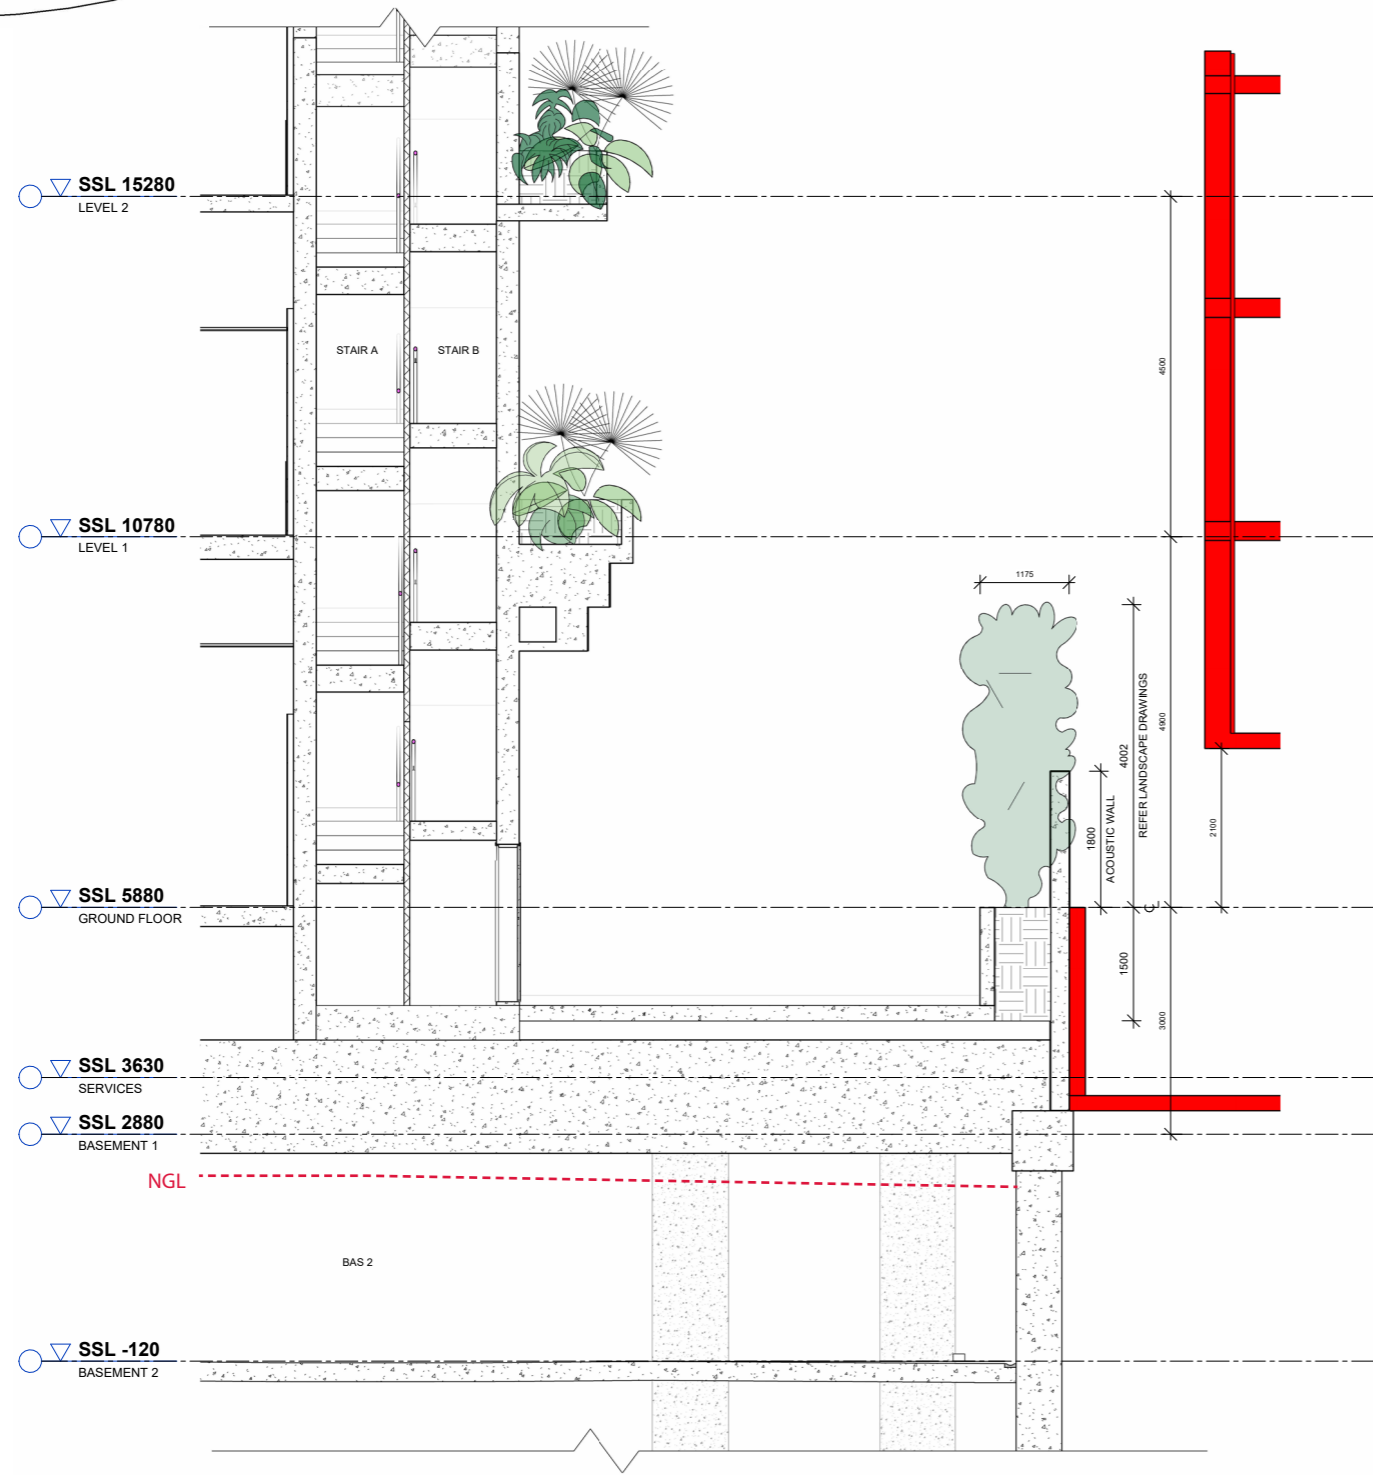 SSL 15280
LEVEL 2
STAIR A
STAIR B
4500
SSL 10780
LEVEL 1
1175
4900
4002
REFER LANDSCAPE DRAWINGS
1800
ACOUSTIC WALL
2100
SSL 5880
GROUND FLOOR
1500
3000
SSL 3630
SERVICES
SSL 2880
BASEMENT 1
NGL
BAS 2
SSL -120
BASEMENT 2